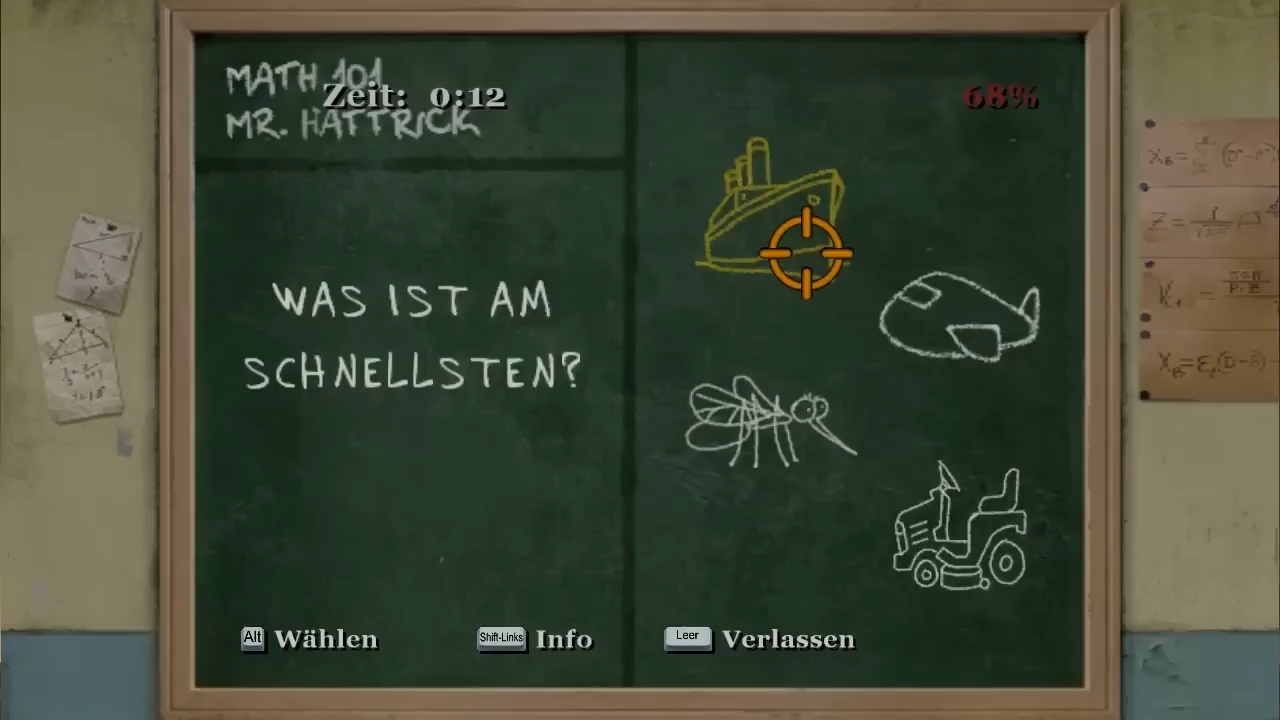 MATH 101
Zeit: 0:12
MR. HATTRICK
68%
WAS IST AM
SCHNELLSTEN?
Alt Wählen
Shift-Links Info
Leer Verlassen